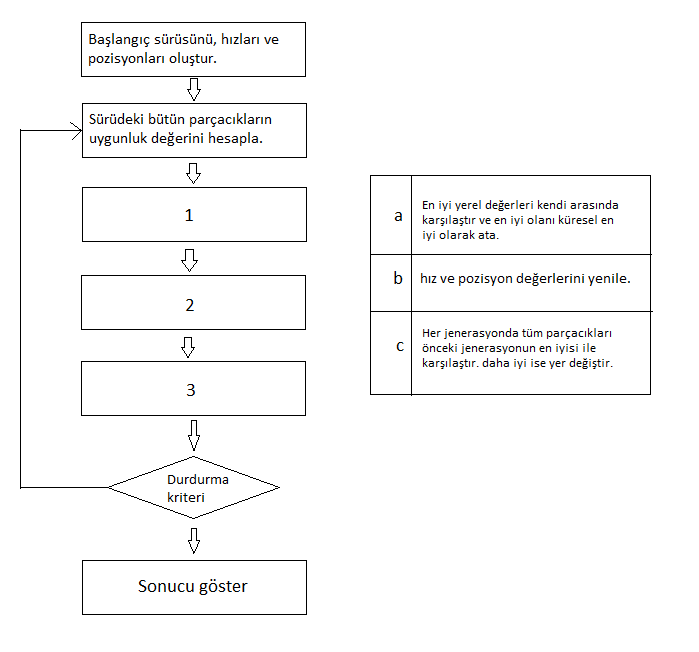 Başlangıç sürüsünü, hızları ve
pozisyonları oluştur.
Sürüdeki bütün parçacıkların
uygunluk değerini hesapla.
1
2
3
Durdurma
kriteri
Sonucu göster
a
En iyi yerel değerleri kendi arasında
karşılaştır ve en iyi olanı küresel en
iyi olarak ata.
b
hız ve pozisyon değerlerini yenile.
c
Her jenerasyonda tüm parçacıkları
önceki jenerasyonun en iyisi ile
karşılaştır. daha iyi ise yer değiştir.